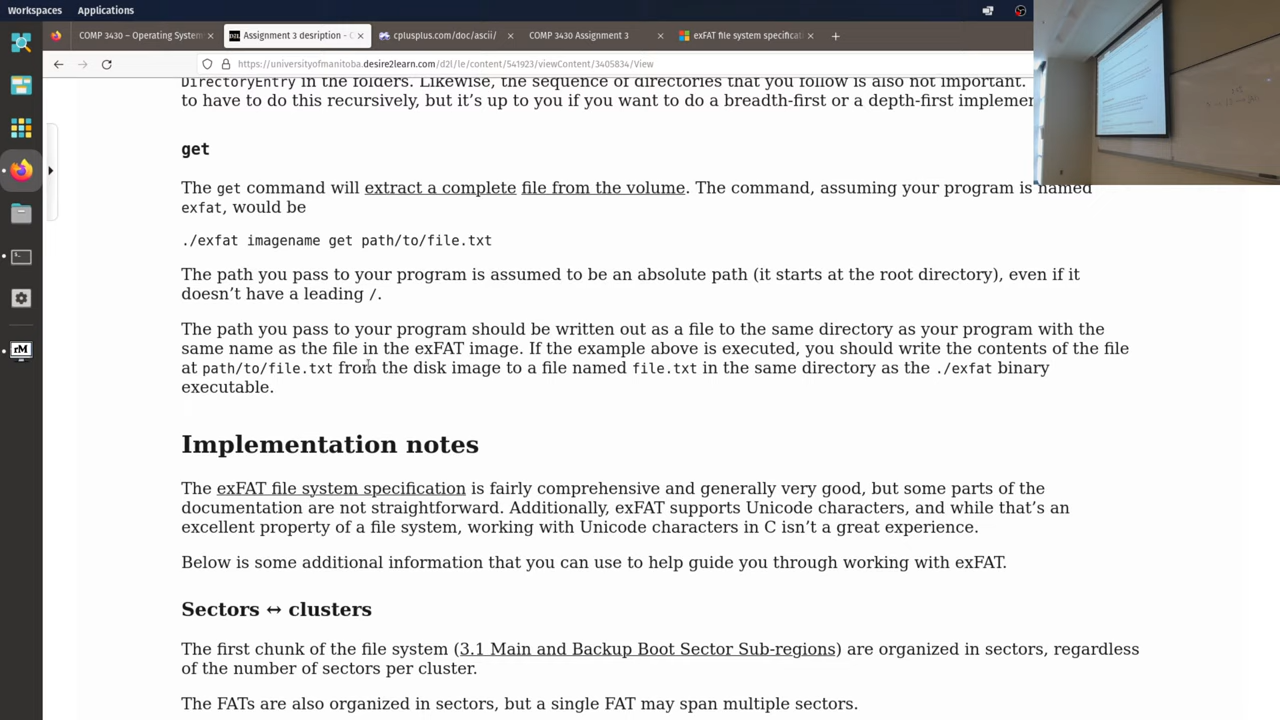 Workspaces Applications
COMP 3430 – Operating System × Assignment 3 desription - × cplusplus.com/doc/ascii/ × COMP 3430 Assignment 3 × exFAT file system specificati ×
https://universityofmanitoba.desire2learn.com/d2l/le/content/541923/viewContent/3405834/View
DirectoryEntry in the folders. Likewise, the sequence of directories that you follow is also not important.
to have to do this recursively, but it’s up to you if you want to do a breadth-first or a depth-first implemen
get
The get command will extract a complete file from the volume. The command, assuming your program is named
exfat, would be
./exfat imagename get path/to/file.txt
The path you pass to your program is assumed to be an absolute path (it starts at the root directory), even if it
doesn’t have a leading /.
The path you pass to your program should be written out as a file to the same directory as your program with the
same name as the file in the exFAT image. If the example above is executed, you should write the contents of the file
at path/to/file.txt from the disk image to a file named file.txt in the same directory as the ./exfat binary
executable.
Implementation notes
The exFAT file system specification is fairly comprehensive and generally very good, but some parts of the
documentation are not straightforward. Additionally, exFAT supports Unicode characters, and while that’s an
excellent property of a file system, working with Unicode characters in C isn’t a great experience.
Below is some additional information that you can use to help guide you through working with exFAT.
Sectors ↔ clusters
The first chunk of the file system (3.1 Main and Backup Boot Sector Sub-regions) are organized in sectors, regardless
of the number of sectors per cluster.
The FATs are also organized in sectors, but a single FAT may span multiple sectors.